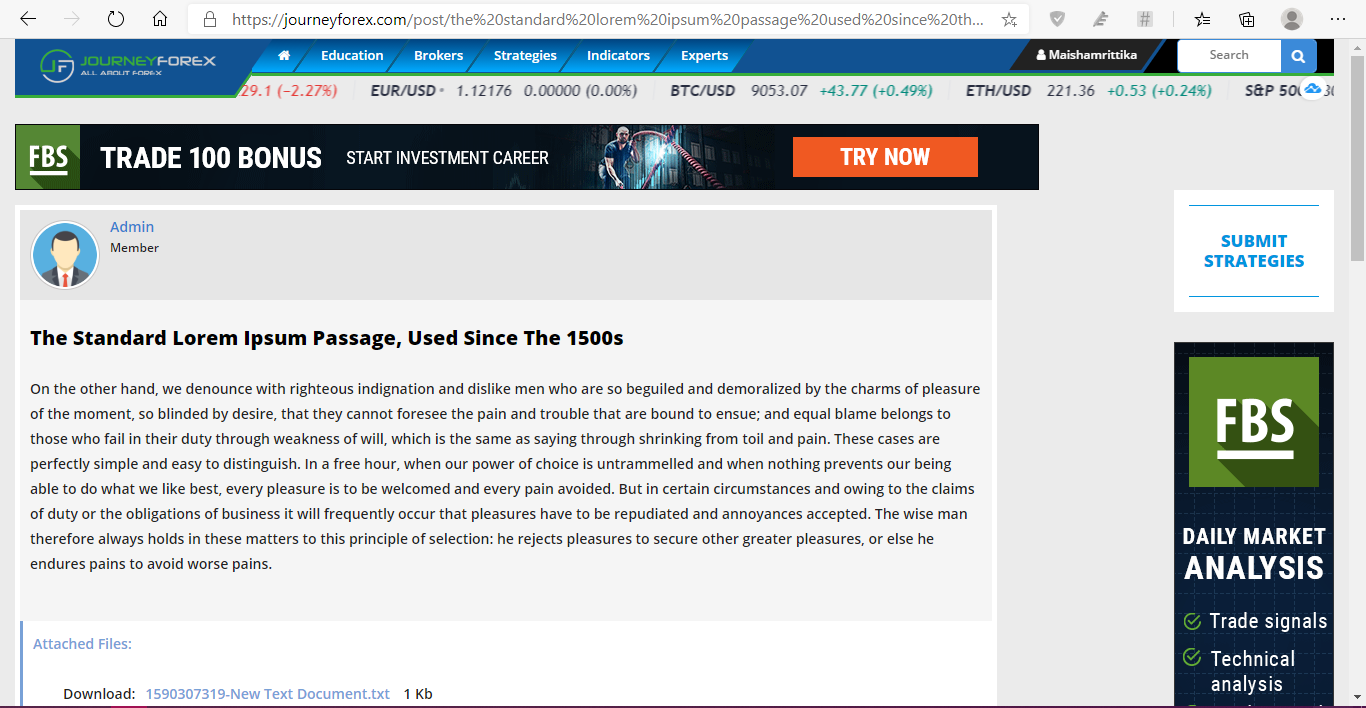 https://journeyforex.com/post/the%20standard%20lorem%20ipsum%20passage%20used%20since%20th...
JF JOURNEYFOREX
ALL ABOUT FOREX
Education Brokers Strategies Indicators Experts
Maishamrittika
Search
29.1 (−2.27%) EUR/USD 1.12176 0.00000 (0.00%) BTC/USD 9053.07 +43.77 (+0.49%) ETH/USD 221.36 +0.53 (+0.24%) S&P
FBS TRADE 100 BONUS START INVESTMENT CAREER TRY NOW
Admin
Member
The Standard Lorem Ipsum Passage, Used Since The 1500s
On the other hand, we denounce with righteous indignation and dislike men who are so beguiled and demoralized by the charms of pleasure
of the moment, so blinded by desire, that they cannot foresee the pain and trouble that are bound to ensue; and equal blame belongs to
those who fail in their duty through weakness of will, which is the same as saying through shrinking from toil and pain. These cases are
perfectly simple and easy to distinguish. In a free hour, when our power of choice is untrammelled and when nothing prevents our being
able to do what we like best, every pleasure is to be welcomed and every pain avoided. But in certain circumstances and owing to the claims
of duty or the obligations of business it will frequently occur that pleasures have to be repudiated and annoyances accepted. The wise man
therefore always holds in these matters to this principle of selection: he rejects pleasures to secure other greater pleasures, or else he
endures pains to avoid worse pains.
Attached Files:
Download: 1590307319-New Text Document.txt 1 Kb
SUBMIT
STRATEGIES
FBS
DAILY MARKET
ANALYSIS
Trade signals
Technical
analysis